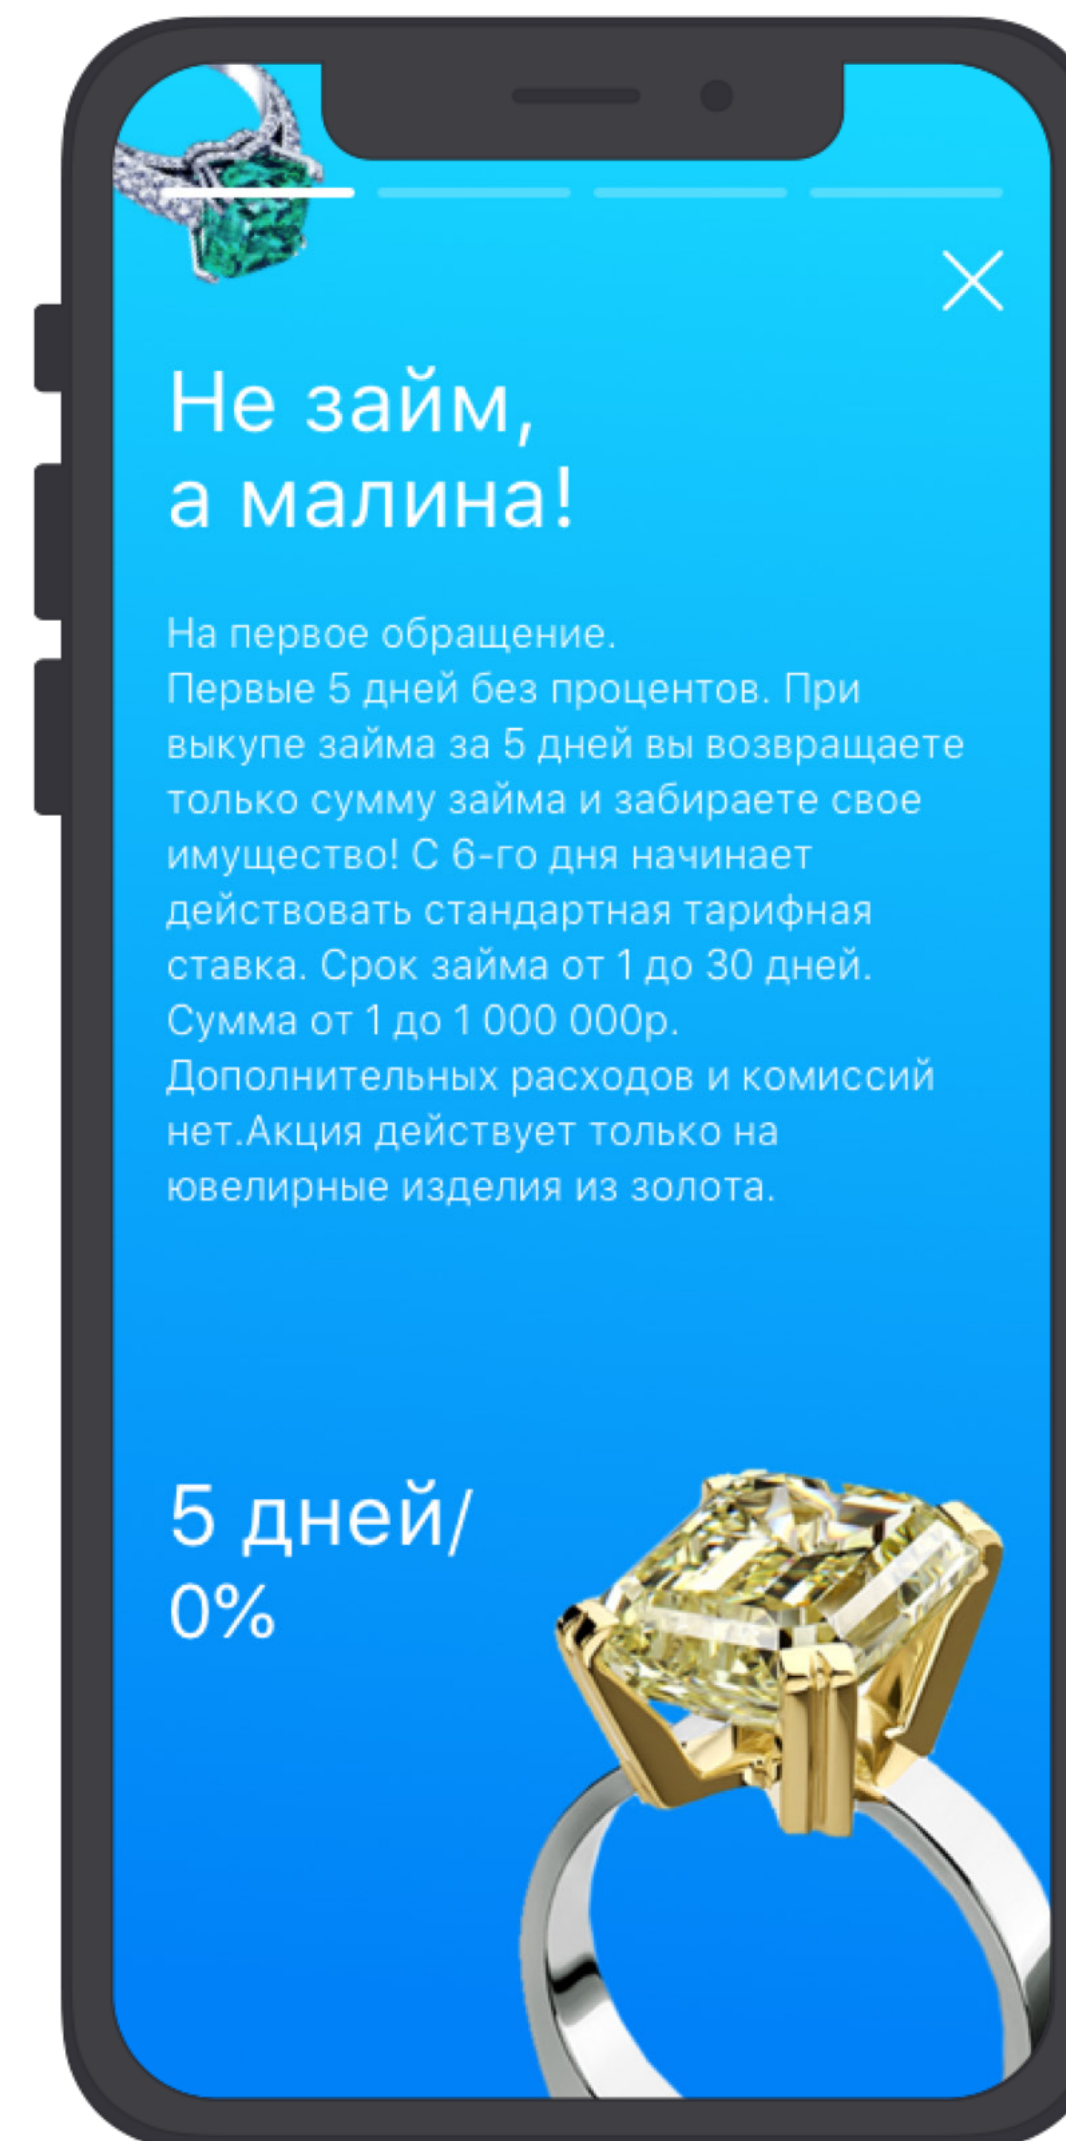 Не займ,
а малина!
На первое обращение.
Первые 5 дней без процентов. При
выкупе займа за 5 дней вы возвращаете
только сумму займа и забираете свое
имущество! С 6-го дня начинает
действовать стандартная тарифная
ставка. Срок займа от 1 до 30 дней.
Сумма от 1 до 1 000 000р.
Дополнительных расходов и комиссий
нет.Акция действует только на
ювелирные изделия из золота.
5 дней/
0%